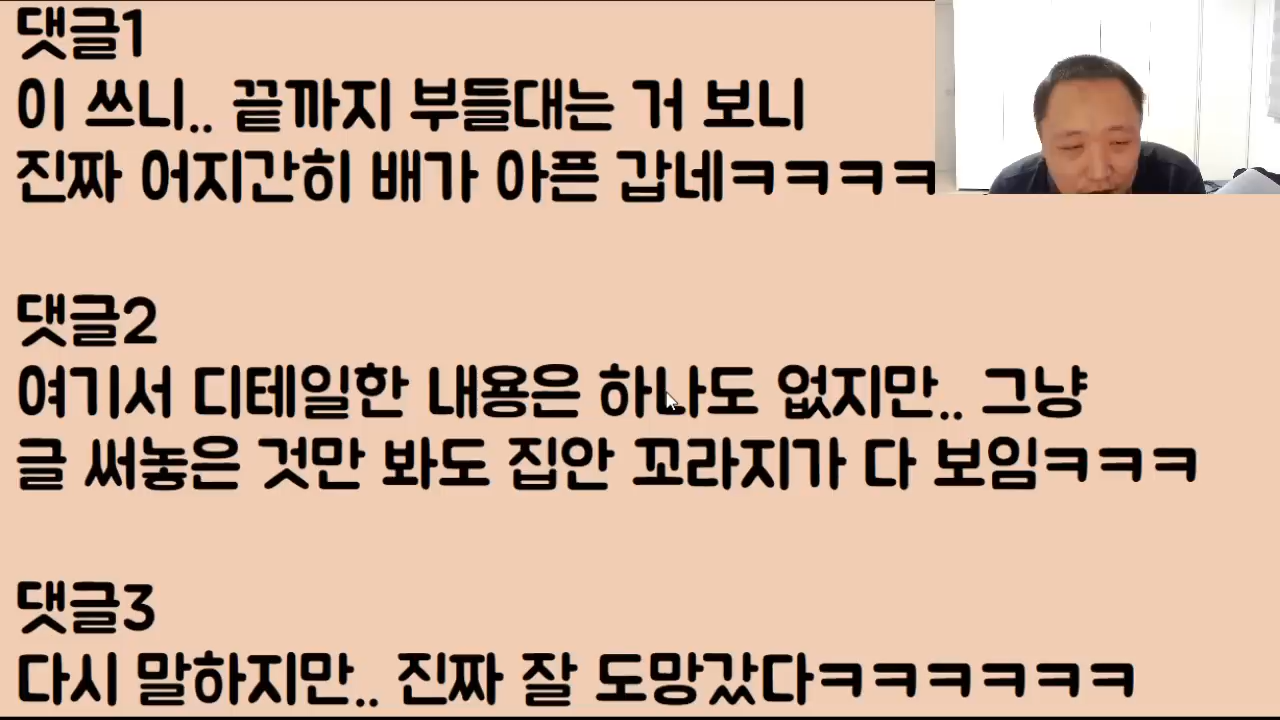 댓글1
이 쓰니.. 끝까지 부들대는 거 보니
진짜 어지간히 배가 아픈 갑네ㅋㅋㅋㅋ
댓글2
여기서 디테일한 내용은 하나도 없지만.. 그냥
글 써놓은 것만 봐도 집안 꼬라지가 다 보임ㅋㅋㅋ
댓글3
다시 말하지만.. 진짜 잘 도망갔다ㅋㅋㅋㅋㅋㅋ